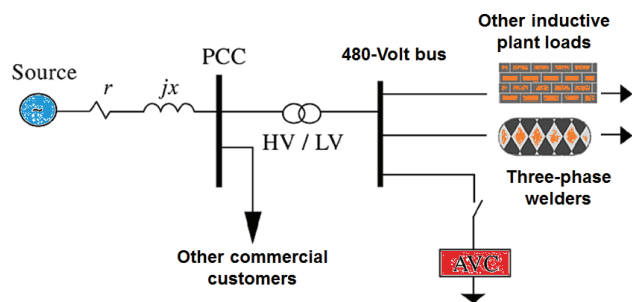 Other inductive
plant loads
PCC
480-Volt bus
Source
r
jx
~
HV / LV
Three-phase
welders
Other commercial
customers
AVC